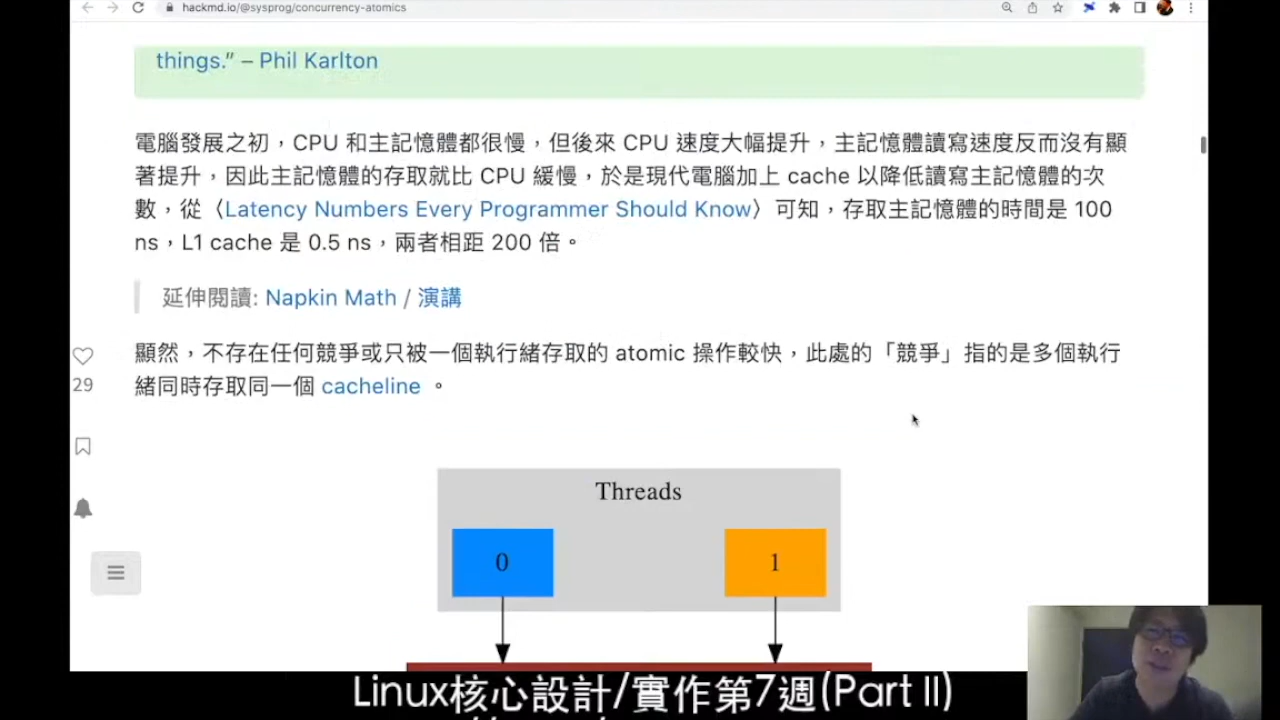 hackmd.io/@sysprog/concurrency-atomics
things.” – Phil Karlton
電腦發展之初，CPU 和主記憶體都很慢，但後來 CPU 速度大幅提升，主記憶體讀寫速度反而沒有顯
著提升，因此主記憶體的存取就比 CPU 緩慢，於是現代電腦加上 cache 以降低讀寫主記憶體的次
數，從〈Latency Numbers Every Programmer Should Know〉可知，存取主記憶體的時間是 100
ns，L1 cache 是 0.5 ns，兩者相距 200 倍。
延伸閱讀: Napkin Math / 演講
顯然，不存在任何競爭或只被一個執行緒存取的 atomic 操作較快，此處的「競爭」指的是多個執行
緒同時存取同一個 cacheline 。
29
Threads
0
1
Linux核心設計/實作第7週(Part II)